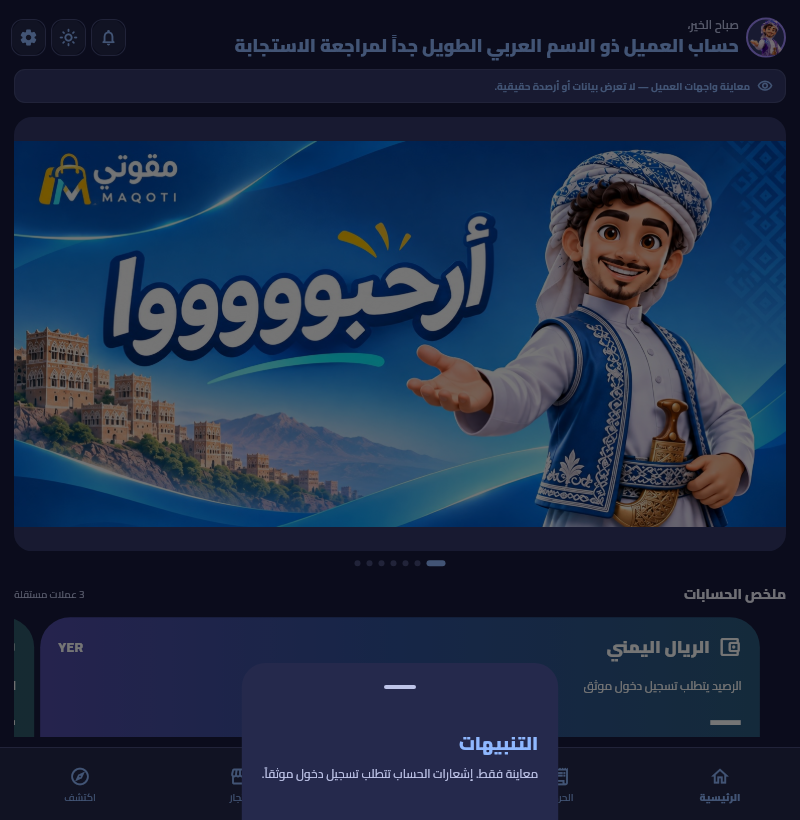 صباح الخير،
حساب العميل ذو الاسم العربي الطويل جداً لمراجعة الاستجابة
معاينة واجهات العميل — لا تعرض بيانات أو أرصدة حقيقية.
مقوتي
MAQOTI
أرحبوووووا
ملخص الحسابات
3 عملات مستقلة
الريال اليمني
YER
الرصيد يتطلب تسجيل دخول موثق
التنبيهات
معاينة فقط. إشعارات الحساب تتطلب تسجيل دخول موثقاً.
الرئيسية
اكتشف